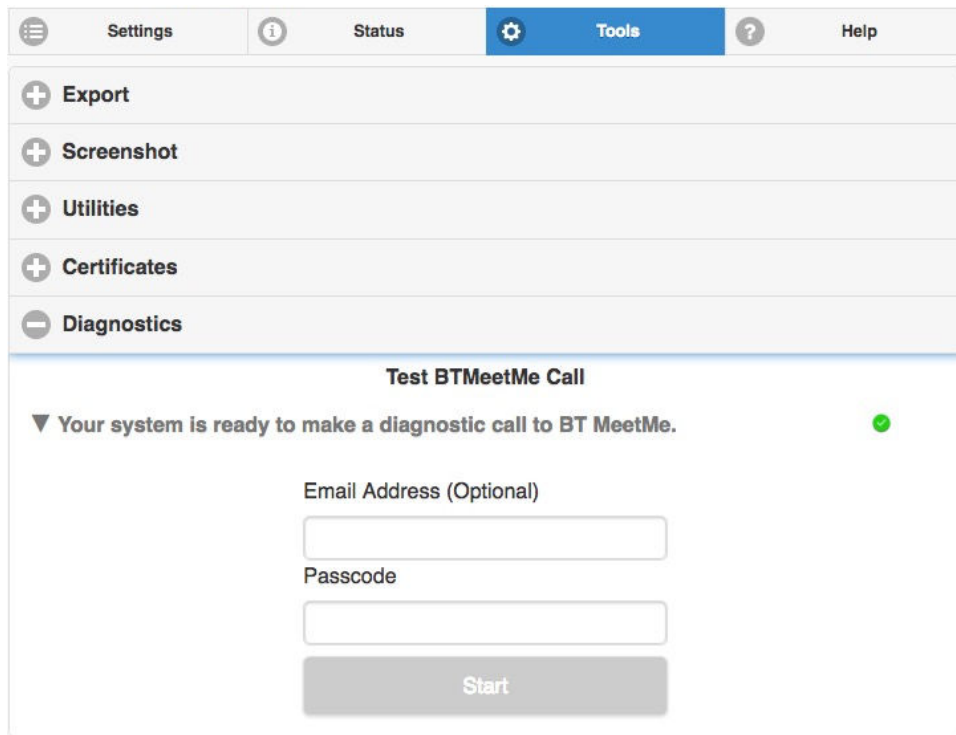 Settings Status Tools Help
Export
Screenshot
Utilities
Certificates
Diagnostics
Test BTMeetMe Call
Your system is ready to make a diagnostic call to BT MeetMe.
Email Address (Optional)
Passcode
Start